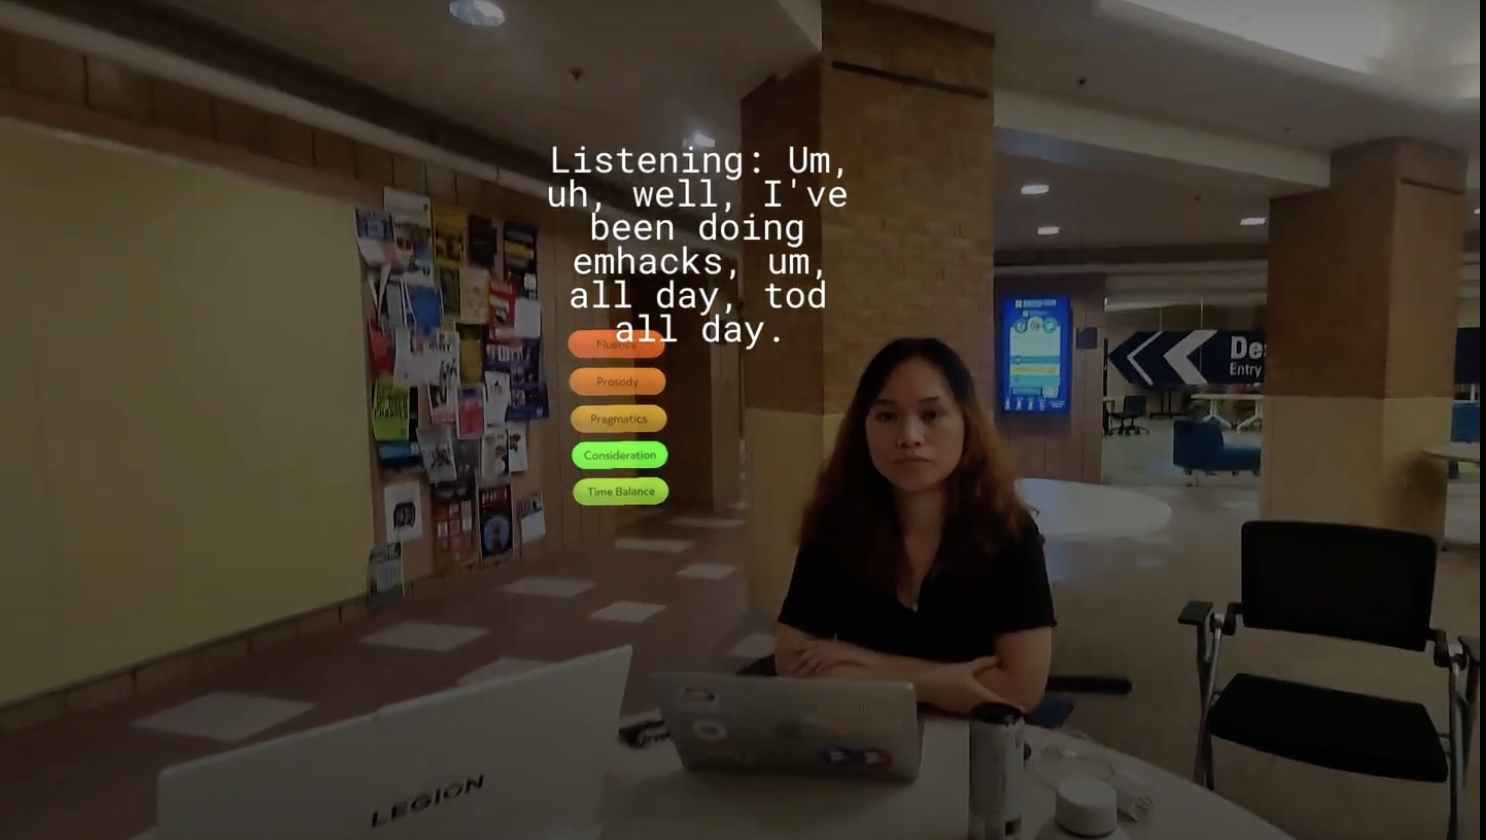 Listening: Um,
uh, well, I've
been doing
emhacks, um,
all day, tod
all day.
Fluency
Prosody
Pragmatics
Consideration
Time Balance
De
Entry
LEGION